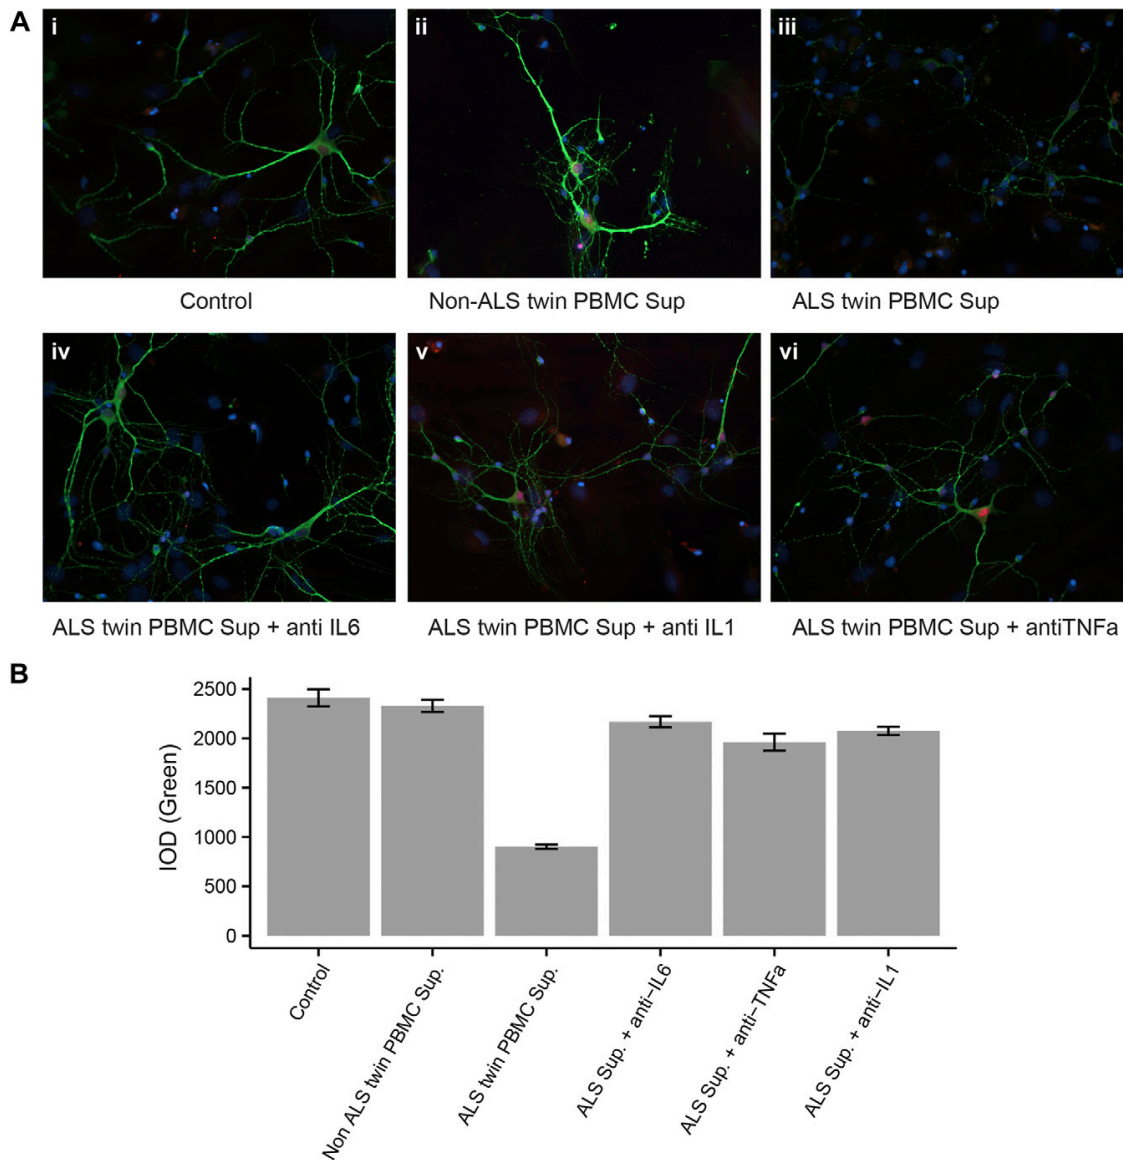 A
i
ii
iii
Control
Non-ALS twin PBMC Sup
ALS twin PBMC Sup
iv
v
vi
ALS twin PBMC Sup + anti IL6
ALS twin PBMC Sup + anti IL1
ALS twin PBMC Sup + antiTNFa
B
IOD (Green)
2500
2000
1500
1000
500
0
Control
Non ALS twin PBMC Sup.
ALS twin PBMC Sup.
ALS Sup. + anti−IL6
ALS Sup. + anti−TNFa
ALS Sup. + anti−IL1